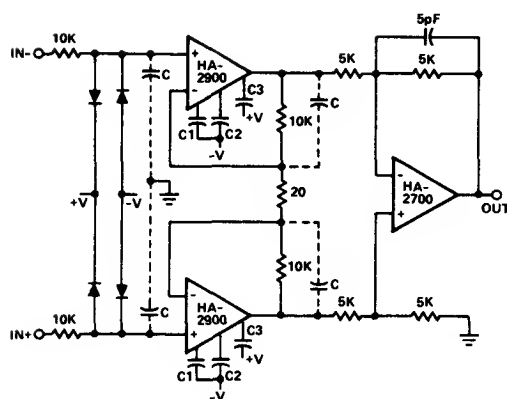 5pF
IN-
10K
C
HA-
2900
+
-
C1
C2
C3
+V
-V
10K
C
5K
5K
+V
-V
20
-
+
HA-
2700
OUT
10K
C
C
IN+
10K
-
+
HA-
2900
C3
+V
C1
C2
-V
5K
5K